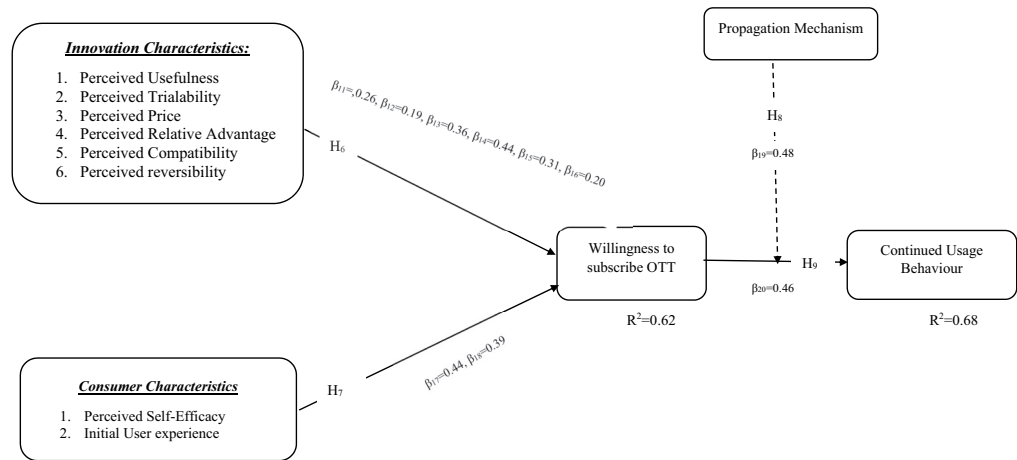 Innovation Characteristics:
1. Perceived Usefulness
2. Perceived Trialability
3. Perceived Price
4. Perceived Relative Advantage
5. Perceived Compatibility
6. Perceived reversibility
β₁₁=,0.26, β₁₂=0.19, β₁₃=0.36, β₁₄=0.44, β₁₅=0.31, β₁₆=0.20
H₆
Propagation Mechanism
H₈
β₁₉=0.48
Willingness to
subscribe OTT
R²=0.62
H₉
β₂₀=0.46
Continued Usage
Behaviour
R²=0.68
β₁₇=0.44, β₁₈=0.39
H₇
Consumer Characteristics
1. Perceived Self-Efficacy
2. Initial User experience